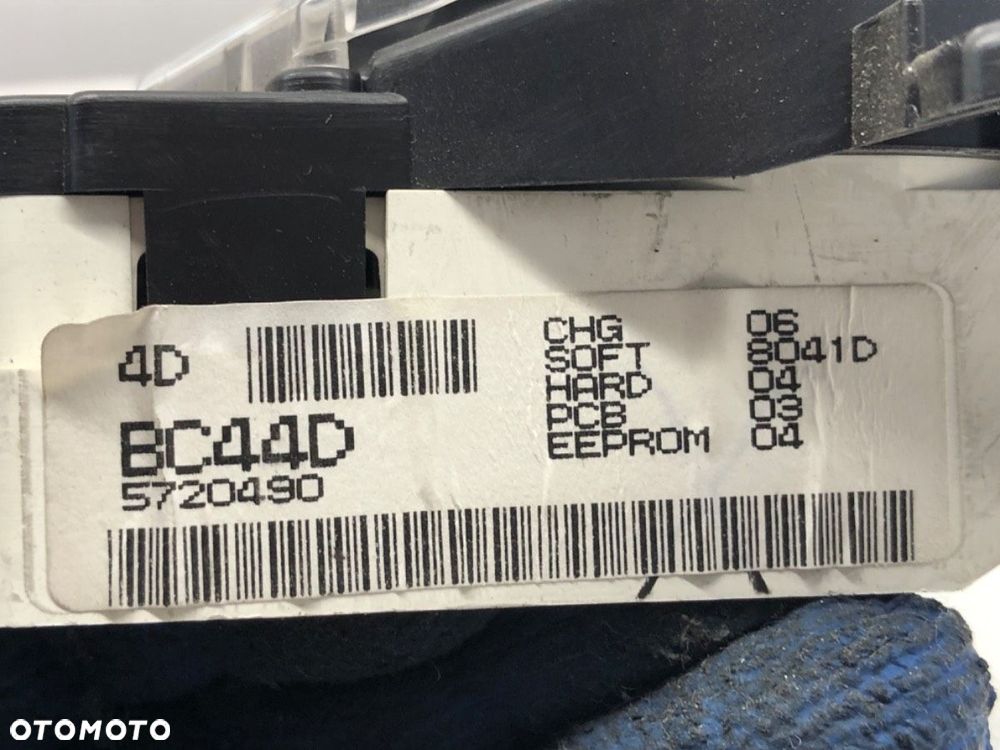 4D
BC44D
5720490
CHG 06
SOFT 8041D
HARD 04
PCB 03
EEPROM 04
OTOMOTO